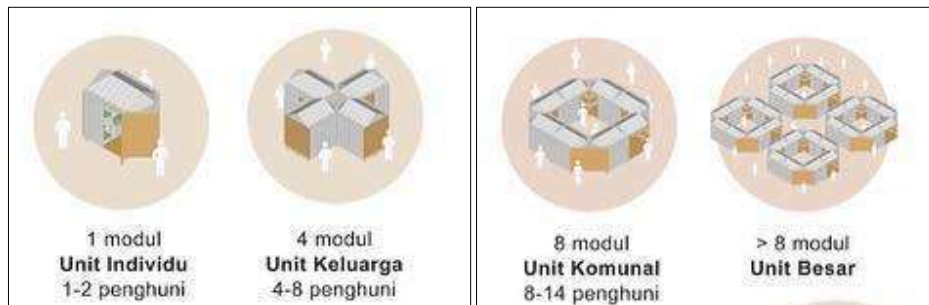 1 modul
Unit Individu
1-2 penghuni
4 modul
Unit Keluarga
4-8 penghuni
8 modul
Unit Komunal
8-14 penghuni
> 8 modul
Unit Besar